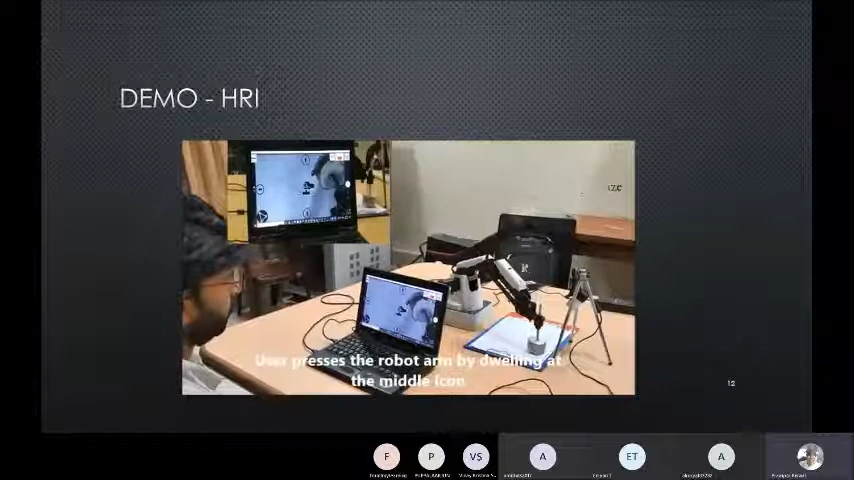 DEMO - HRI
User presses the robot arm by dwelling at
the middle icon
12
F
P
VS
A
ET
A